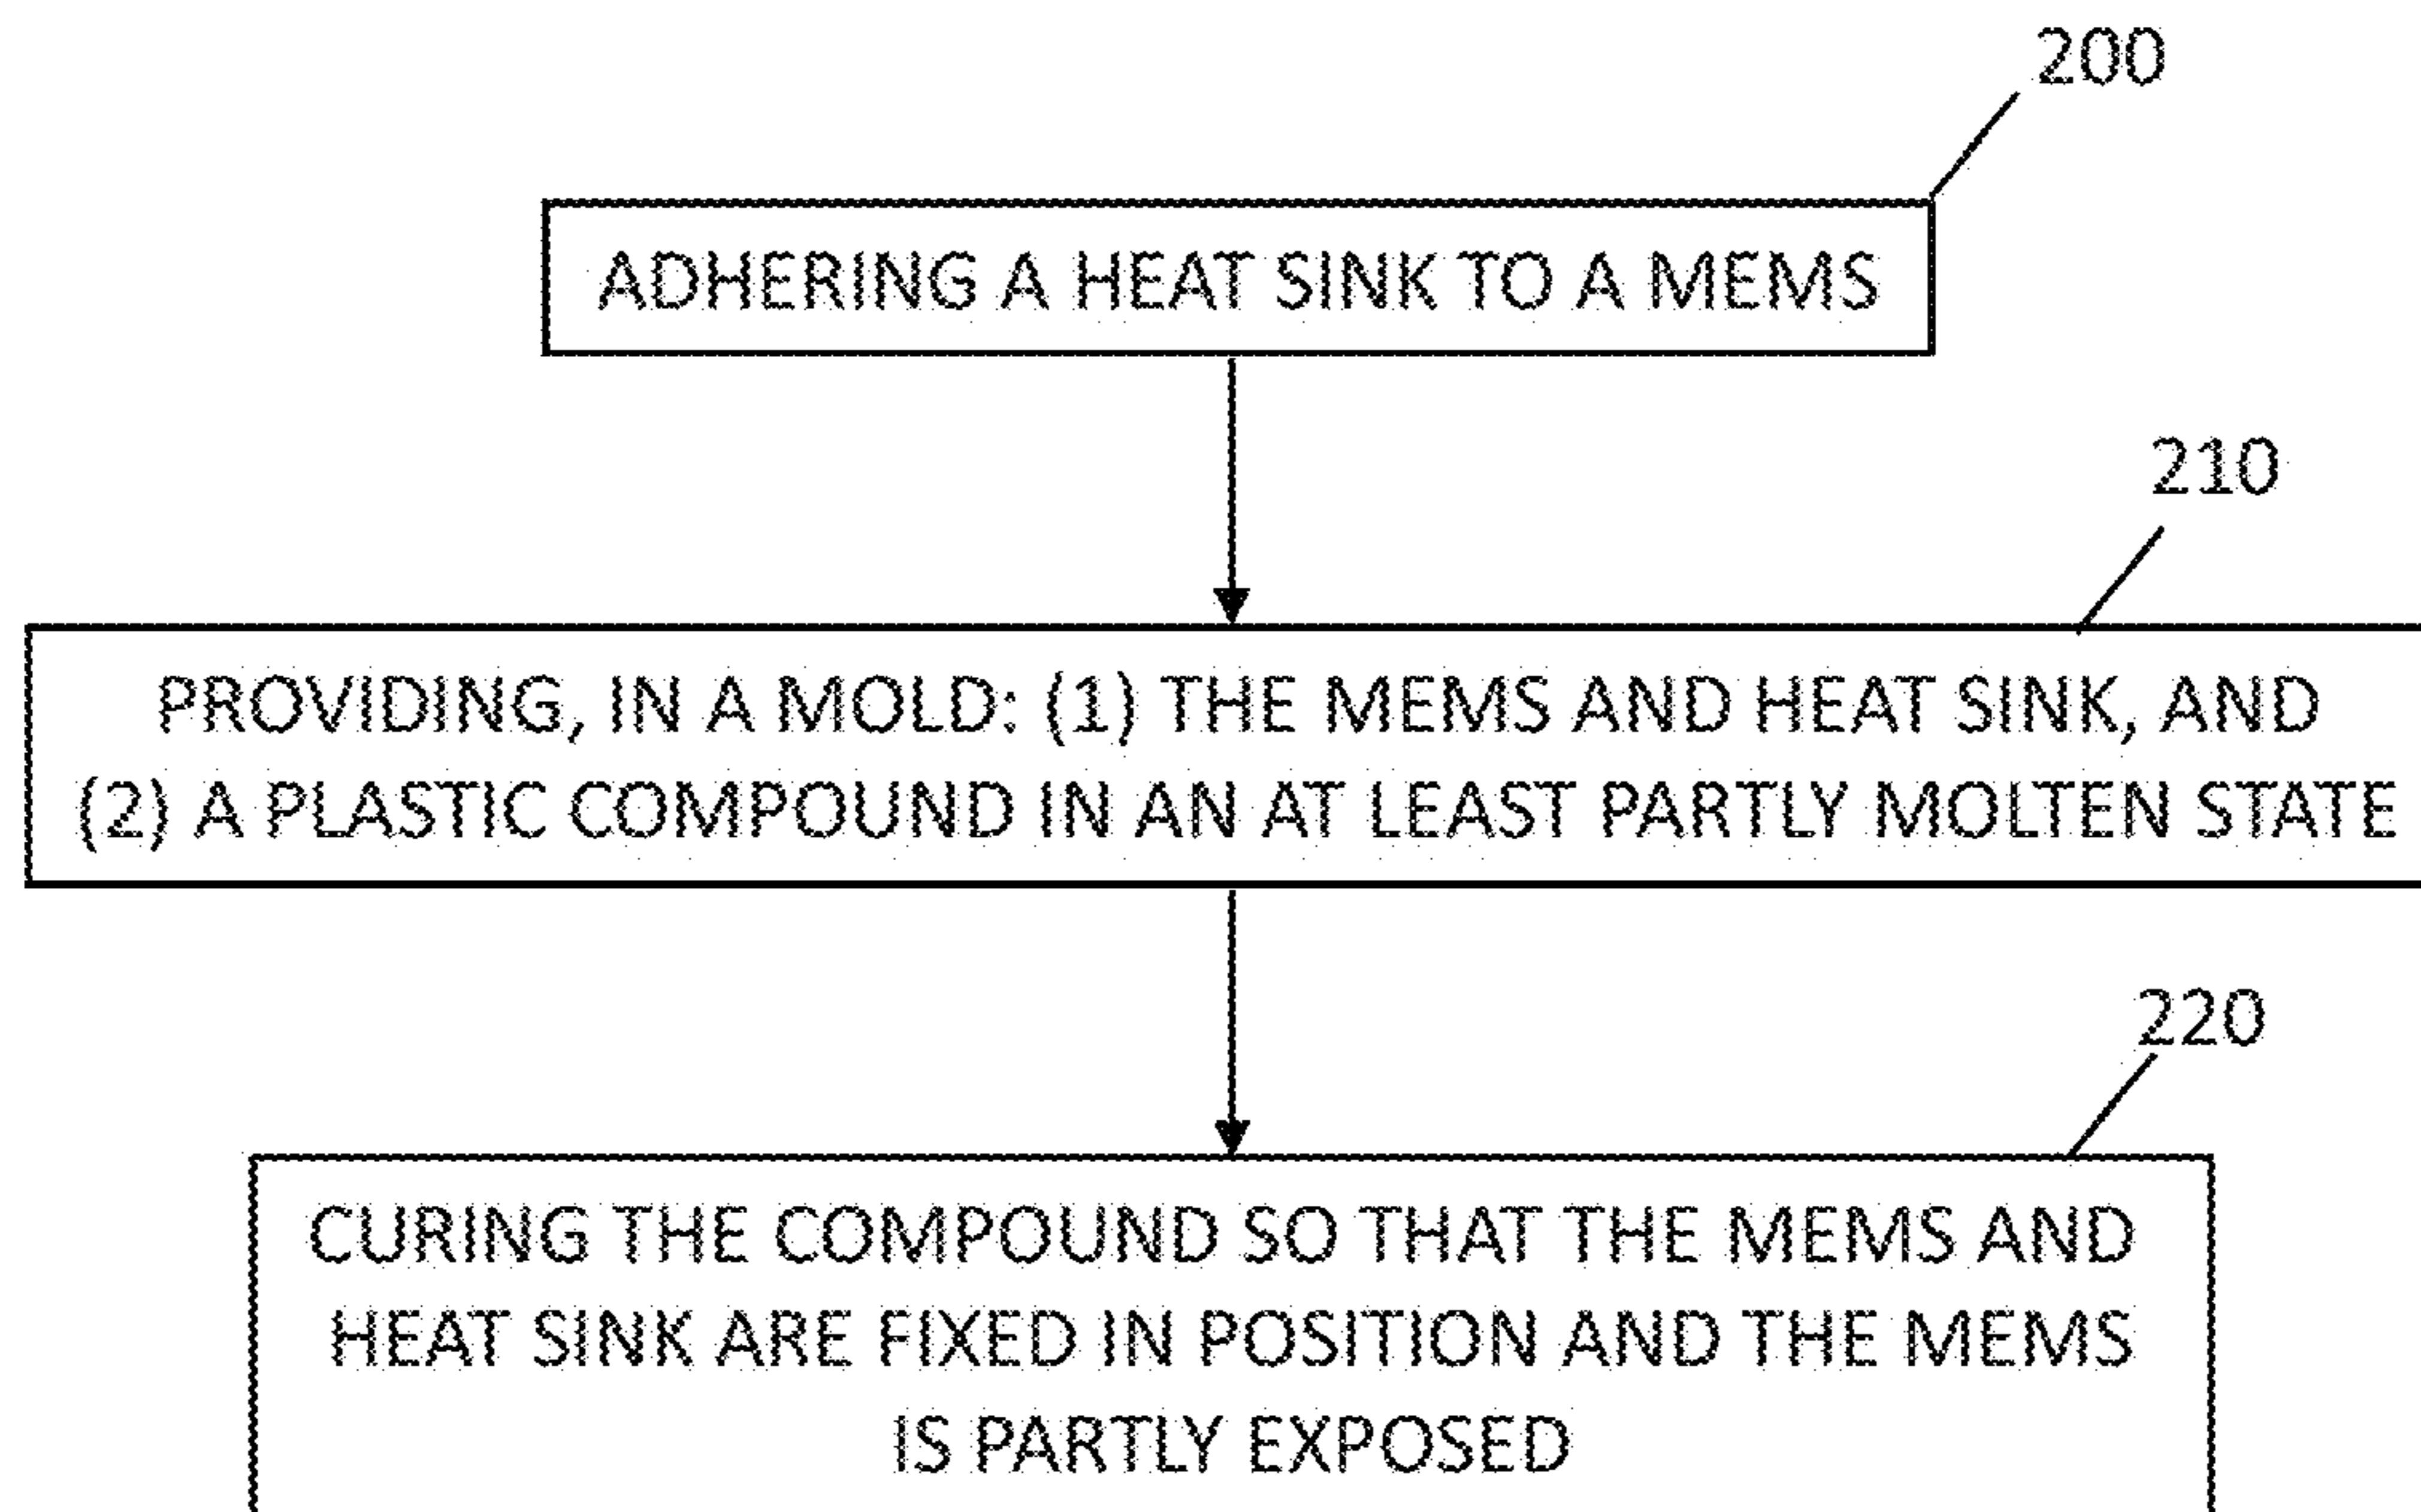 200
ADHERING A HEAT SINK TO A MEMS
210
PROVIDING, IN A MOLD: (1) THE MEMS AND HEAT SINK, AND
(2) A PLASTIC COMPOUND IN AN AT LEAST PARTLY MOLTEN STATE
220
CURING THE COMPOUND SO THAT THE MEMS AND
HEAT SINK ARE FIXED IN POSITION AND THE MEMS
IS PARTLY EXPOSED